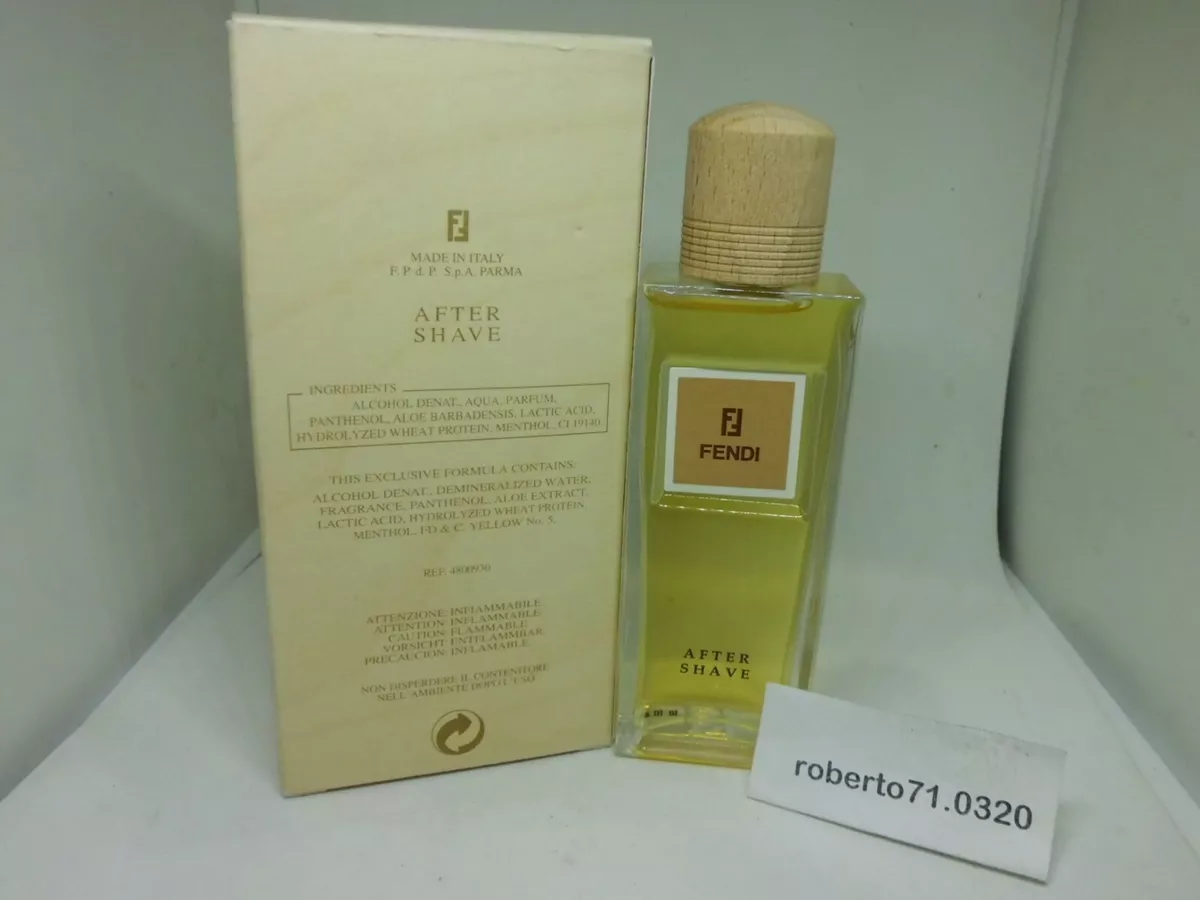 MADE IN ITALY
F. P. d. P. S.p.A. PARMA
AFTER
SHAVE
INGREDIENTS
ALCOHOL DENAT., AQUA, PARFUM,
PANTHENOL, ALOE BARBADENSIS, LACTIC ACID,
HYDROLYZED WHEAT PROTEIN, MENTHOL, CI 19140.
THIS EXCLUSIVE FORMULA CONTAINS:
ALCOHOL DENAT., DEMINERALIZED WATER,
FRAGRANCE, PANTHENOL, ALOE EXTRACT,
LACTIC ACID, HYDROLYZED WHEAT PROTEIN,
MENTHOL, FD & C. YELLOW No. 5.
REF. 4800930
ATTENZIONE: INFIAMMABILE.
ATTENTION: INFLAMMABLE.
CAUTION: FLAMMABLE.
VORSICHT: ENTFLAMMBAR.
PRECAUCION: INFLAMABLE.
NON DISPERDERE IL CONTENITORE
NELL'AMBIENTE DOPO L'USO
FENDI
AFTER
SHAVE
roberto71.0320